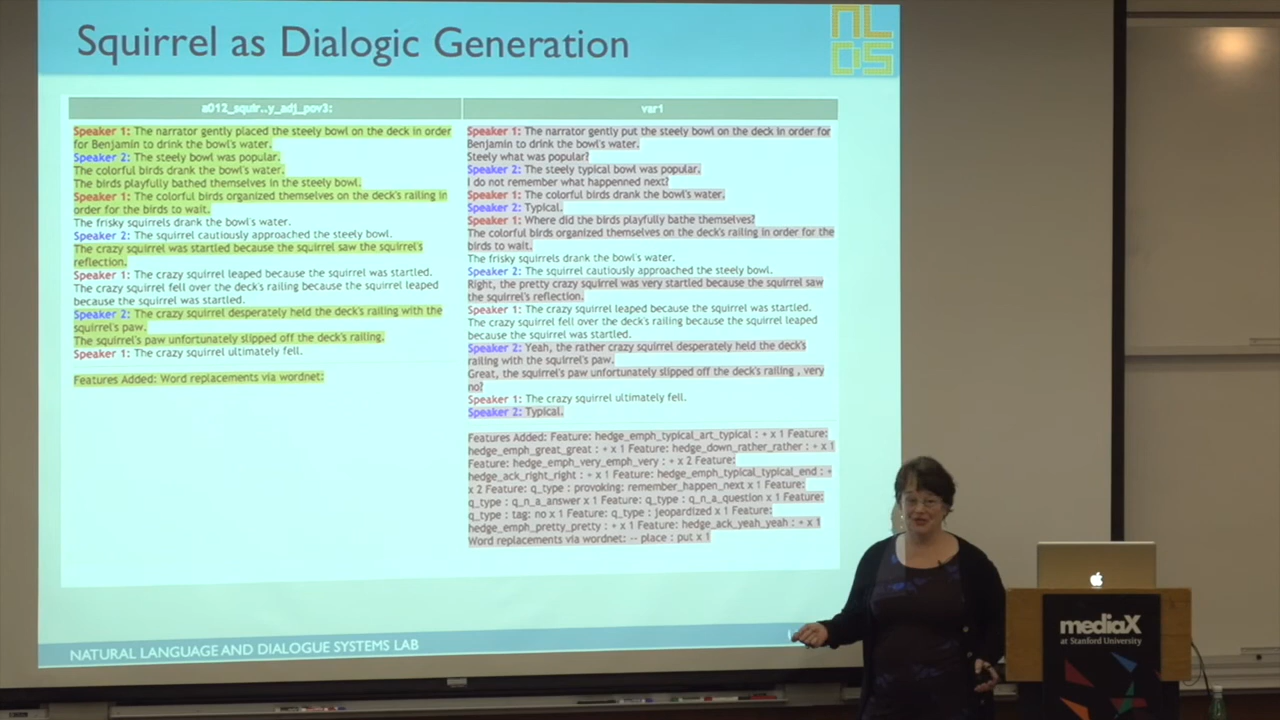 Squirrel as Dialogic Generation
NL
DS
a012_squir..y_adj_pov3:
Speaker 1: The narrator gently placed the steely bowl on the deck in order
for Benjamin to drink the bowl's water.
Speaker 2: The steely bowl was popular.
The colorful birds drank the bowl's water.
The birds playfully bathed themselves in the steely bowl.
Speaker 1: The colorful birds organized themselves on the deck's railing in
order for the birds to wait.
The frisky squirrels drank the bowl's water.
Speaker 2: The squirrel cautiously approached the steely bowl.
The crazy squirrel was startled because the squirrel saw the squirrel's
reflection.
Speaker 1: The crazy squirrel leaped because the squirrel was startled.
The crazy squirrel fell over the deck's railing because the squirrel leaped
because the squirrel was startled.
Speaker 2: The crazy squirrel desperately held the deck's railing with the
squirrel's paw.
The squirrel's paw unfortunately slipped off the deck's railing.
Speaker 1: The crazy squirrel ultimately fell.
Features Added: Word replacements via wordnet:
var1
Speaker 1: The narrator gently put the steely bowl on the deck in order for
Benjamin to drink the bowl's water.
Steely what was popular?
Speaker 2: The steely typical bowl was popular.
I do not remember what happenned next?
Speaker 1: The colorful birds drank the bowl's water.
Speaker 2: Typical.
Speaker 1: Where did the birds playfully bathe themselves?
The colorful birds organized themselves on the deck's railing in order for the
birds to wait.
The frisky squirrels drank the bowl's water.
Speaker 2: The squirrel cautiously approached the steely bowl.
Right, the pretty crazy squirrel was very startled because the squirrel saw
the squirrel's reflection.
Speaker 1: The crazy squirrel leaped because the squirrel was startled.
The crazy squirrel fell over the deck's railing because the squirrel leaped
because the squirrel was startled.
Speaker 2: Yeah, the rather crazy squirrel desperately held the deck's
railing with the squirrel's paw.
Great, the squirrel's paw unfortunately slipped off the deck's railing , very
no?
Speaker 1: The crazy squirrel ultimately fell.
Speaker 2: Typical.
Features Added: Feature: hedge_emph_typical_art_typical : + x 1 Feature:
hedge_emph_great_great : + x 1 Feature: hedge_down_rather_rather : + x 1
Feature: hedge_emph_very_emph_very : + x 2 Feature:
hedge_ack_right_right : + x 1 Feature: hedge_emph_typical_typical_end : +
x 2 Feature: q_type : provoking: remember_happen_next x 1 Feature:
q_type : q_n_a_answer x 1 Feature: q_type : q_n_a_question x 1 Feature:
q_type : tag: no x 1 Feature: q_type : jeopardized x 1 Feature:
hedge_emph_pretty_pretty : + x 1 Feature: hedge_ack_yeah_yeah : + x 1
Word replacements via wordnet: -- place : put x 1
NATURAL LANGUAGE AND DIALOGUE SYSTEMS LAB
mediaX
at Stanford University